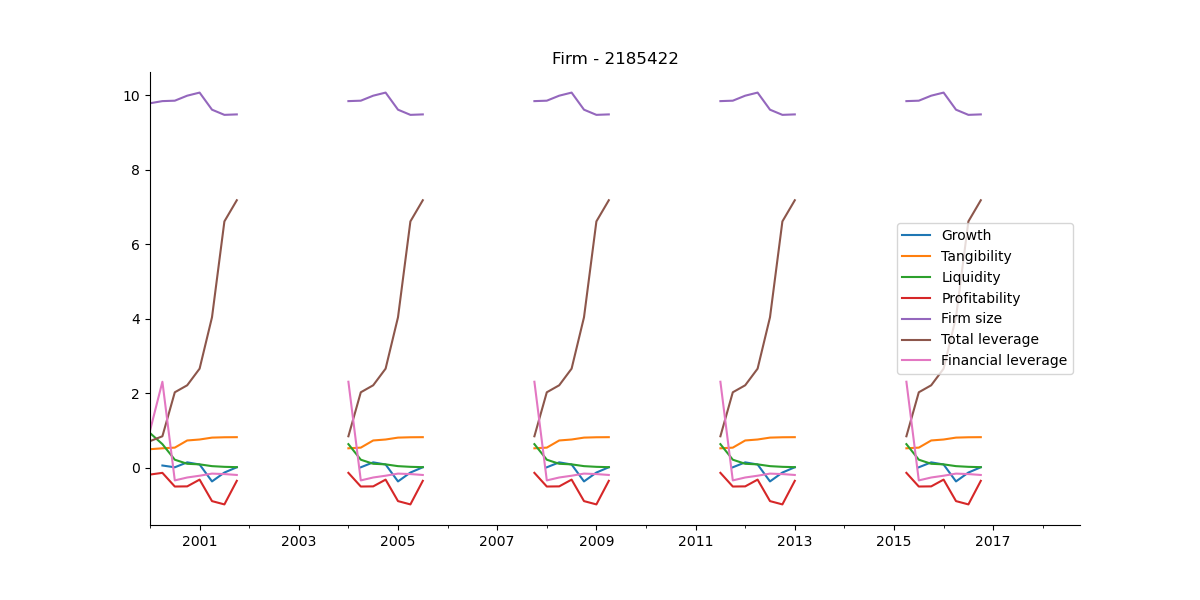 Firm - 2185422
10
8
6
4
2
0
Growth
Tangibility
Liquidity
Profitability
Firm size
Total leverage
Financial leverage
2001 2003 2005 2007 2009 2011 2013 2015 2017